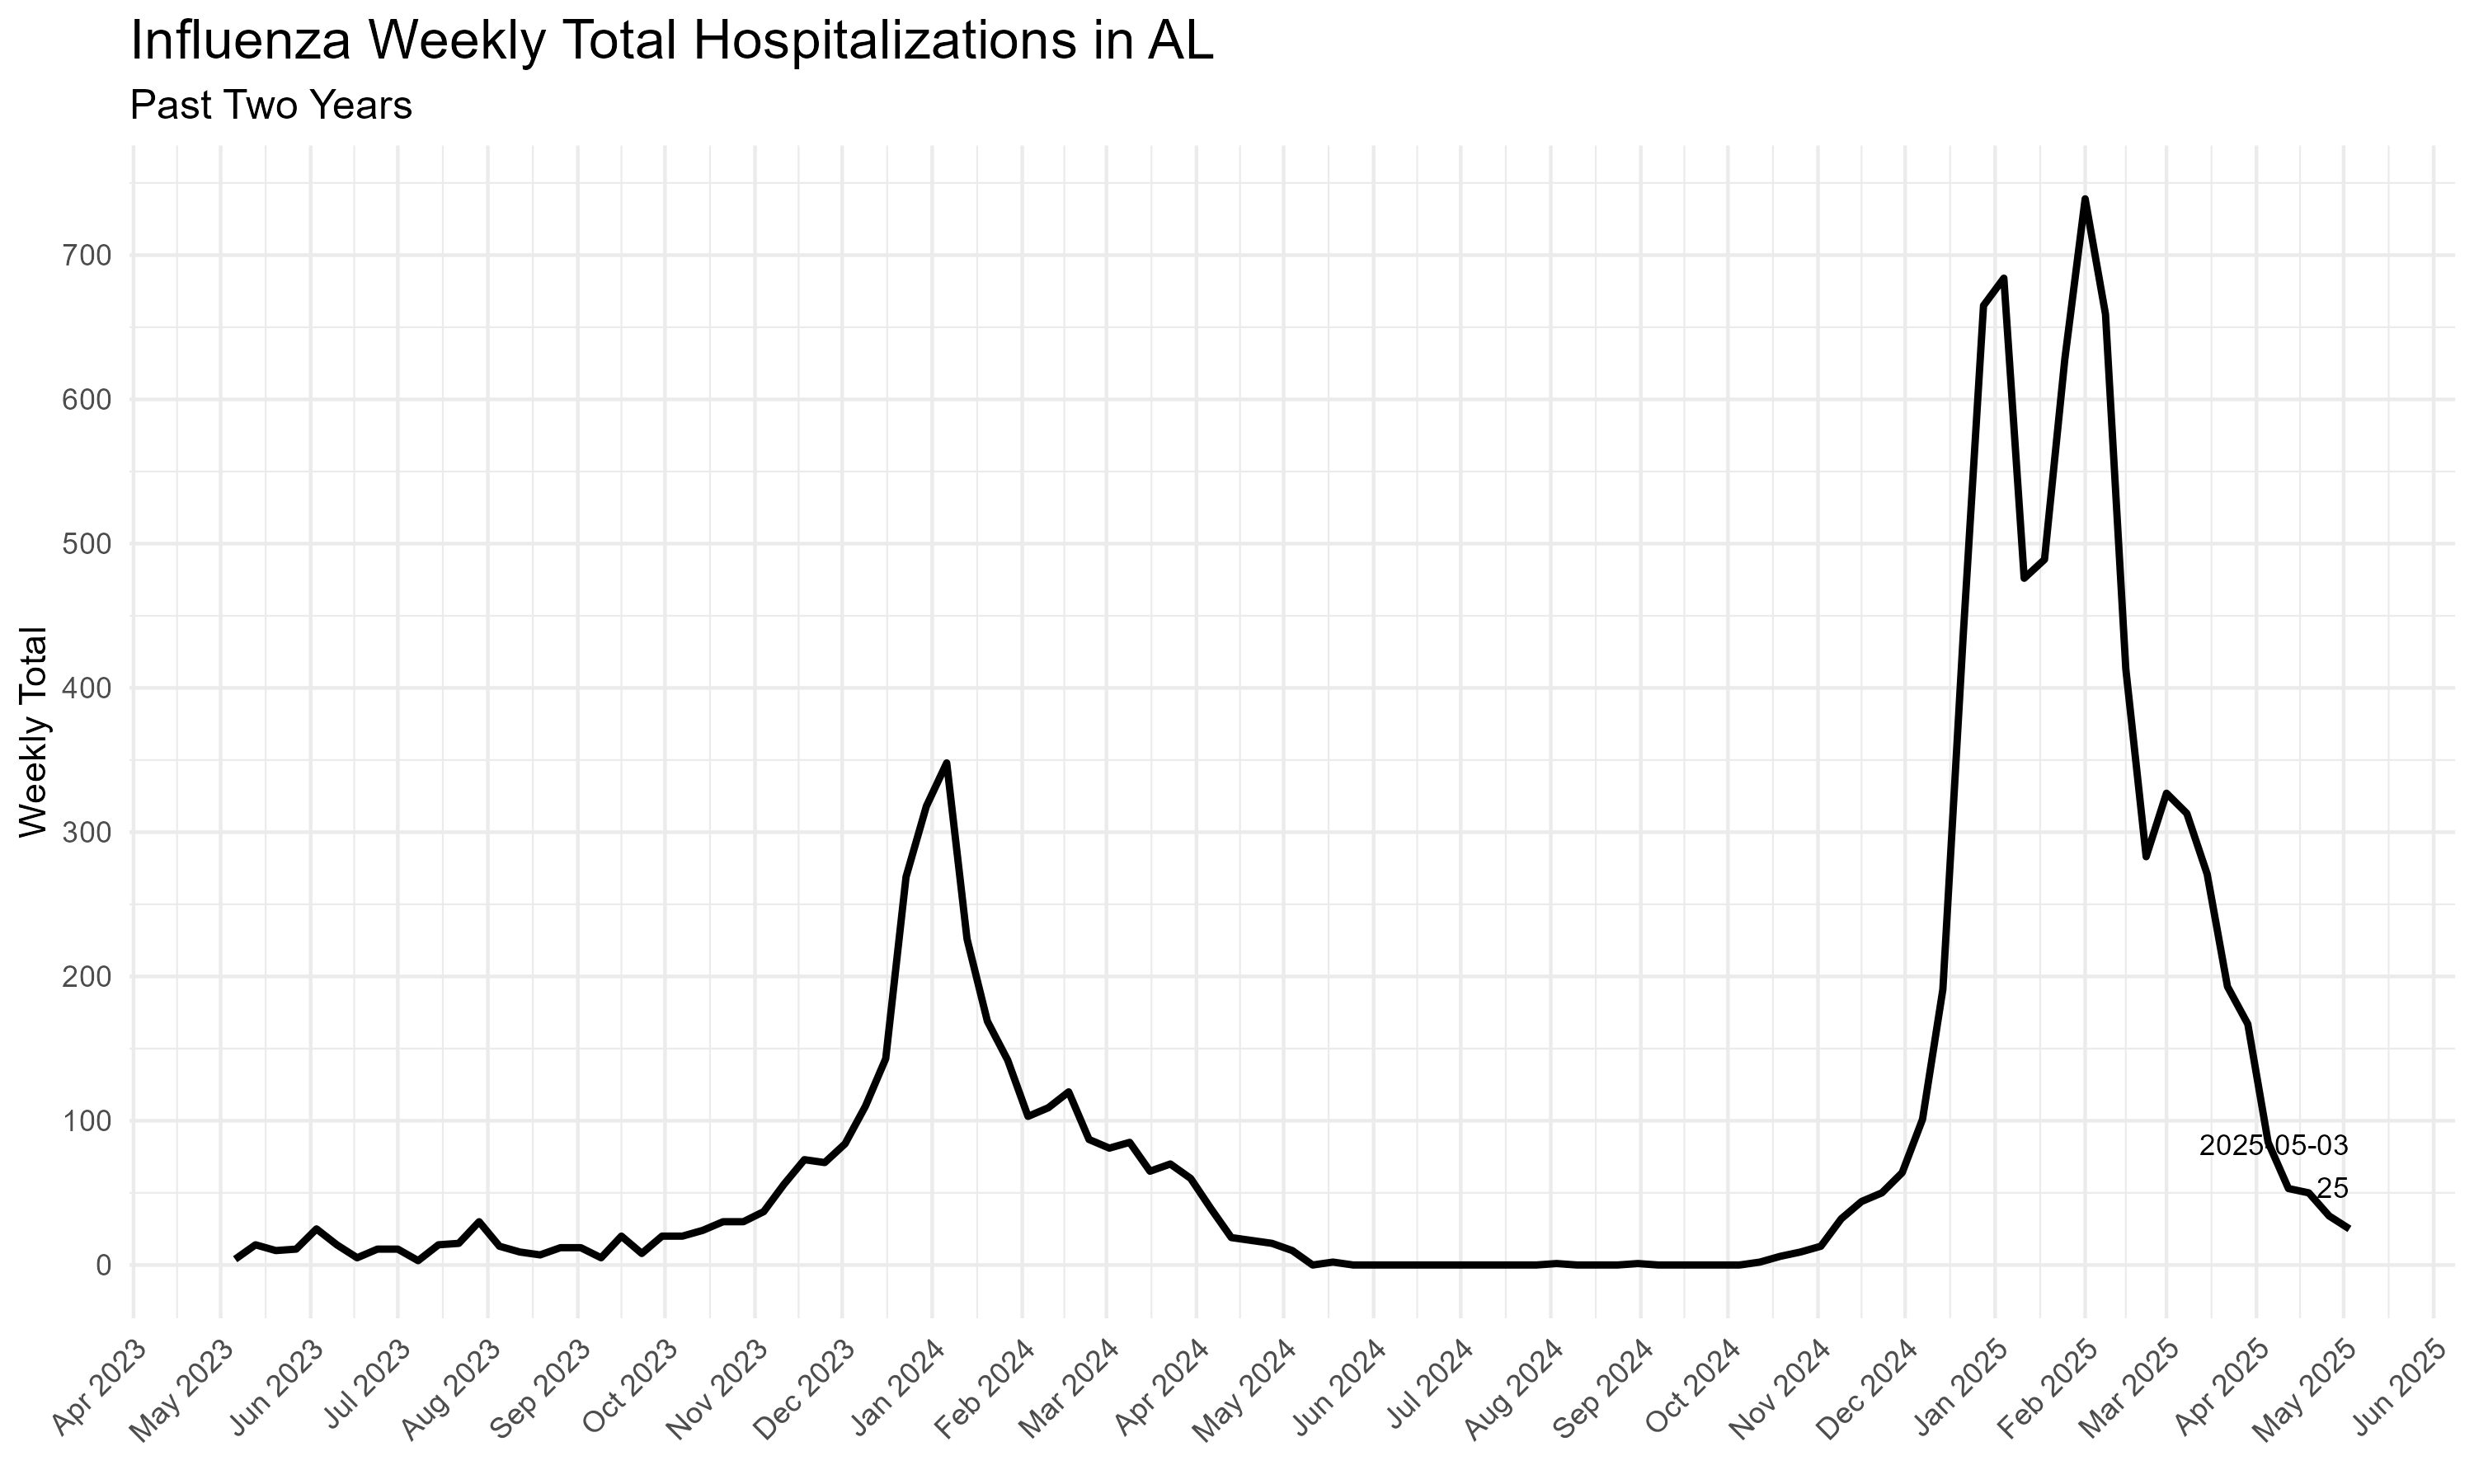 Influenza Weekly Total Hospitalizations in AL
Past Two Years
Weekly Total
700
600
500
400
300
200
100
0
2025-05-03
25
Apr 2023
May 2023
Jun 2023
Jul 2023
Aug 2023
Sep 2023
Oct 2023
Nov 2023
Dec 2023
Jan 2024
Feb 2024
Mar 2024
Apr 2024
May 2024
Jun 2024
Jul 2024
Aug 2024
Sep 2024
Oct 2024
Nov 2024
Dec 2024
Jan 2025
Feb 2025
Mar 2025
Apr 2025
May 2025
Jun 2025